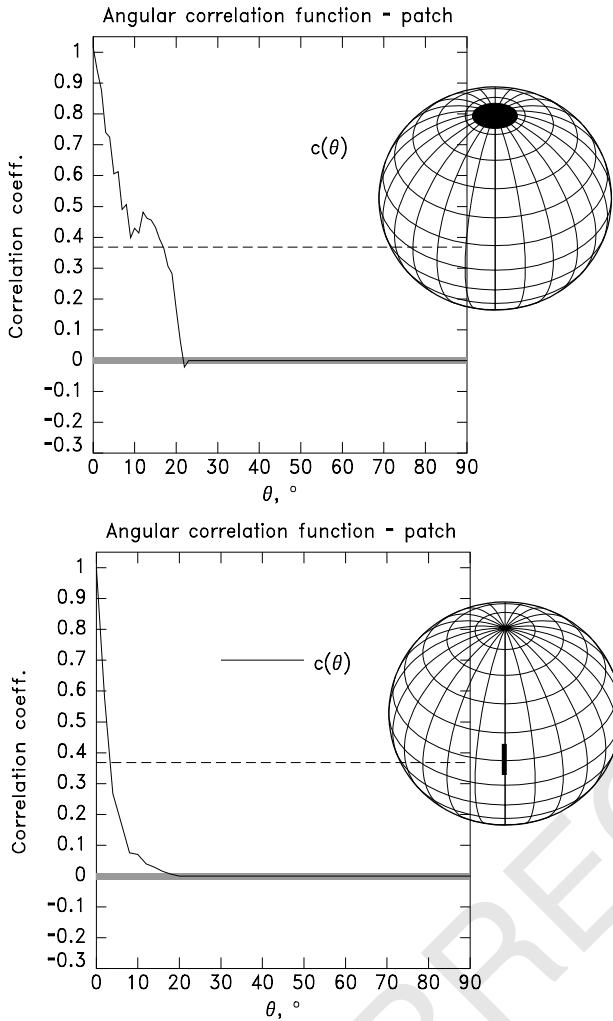 Angular correlation function - patch
1
0.9
0.8
0.7
0.6
0.5
0.4
0.3
0.2
0.1
0
-0.1
-0.2
-0.3
Correlation coeff.
c(θ)
0 10 20 30 40 50 60 70 80 90
θ, °
Angular correlation function - patch
1
0.9
0.8
0.7
0.6
0.5
0.4
0.3
0.2
0.1
0
-0.1
-0.2
-0.3
Correlation coeff.
c(θ)
0 10 20 30 40 50 60 70 80 90
θ, °